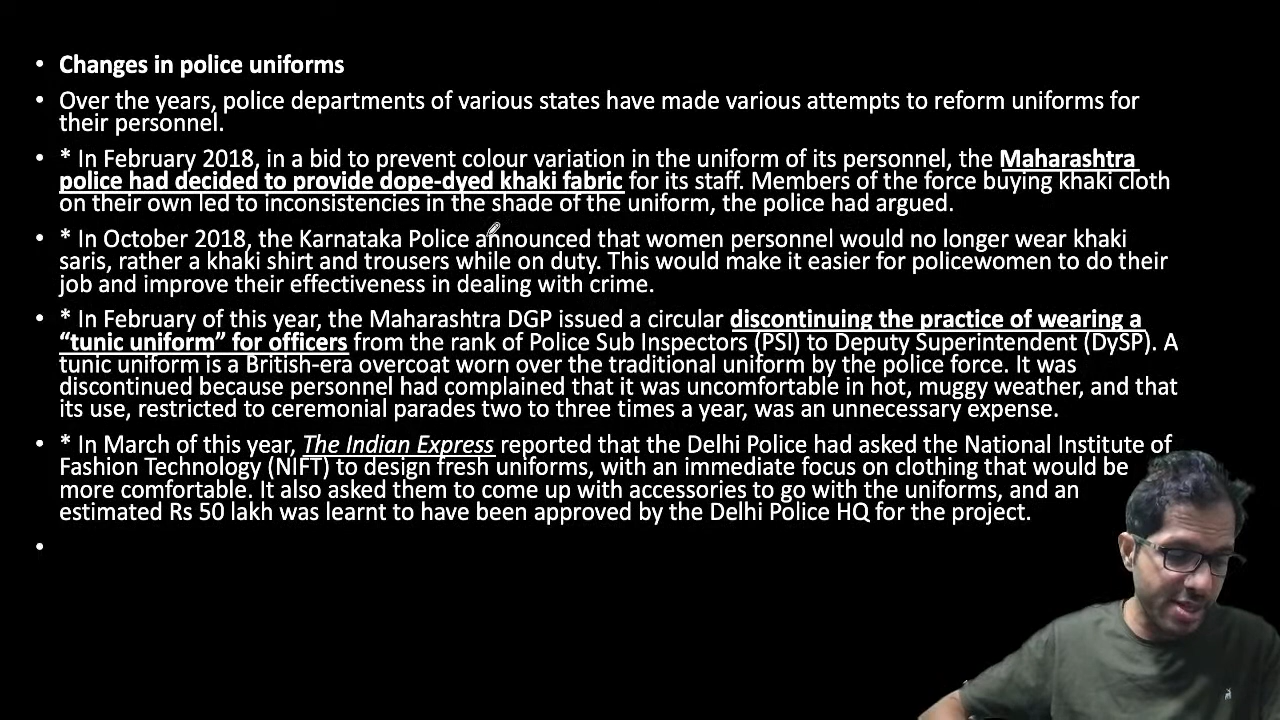 • Changes in police uniforms
• Over the years, police departments of various states have made various attempts to reform uniforms for
their personnel.
• * In February 2018, in a bid to prevent colour variation in the uniform of its personnel, the Maharashtra
police had decided to provide dope-dyed khaki fabric for its staff. Members of the force buying khaki cloth
on their own led to inconsistencies in the shade of the uniform, the police had argued.
• * In October 2018, the Karnataka Police announced that women personnel would no longer wear khaki
saris, rather a khaki shirt and trousers while on duty. This would make it easier for policewomen to do their
job and improve their effectiveness in dealing with crime.
• * In February of this year, the Maharashtra DGP issued a circular discontinuing the practice of wearing a
“tunic uniform” for officers from the rank of Police Sub Inspectors (PSI) to Deputy Superintendent (DySP). A
tunic uniform is a British-era overcoat worn over the traditional uniform by the police force. It was
discontinued because personnel had complained that it was uncomfortable in hot, muggy weather, and that
its use, restricted to ceremonial parades two to three times a year, was an unnecessary expense.
• * In March of this year, The Indian Express reported that the Delhi Police had asked the National Institute of
Fashion Technology (NIFT) to design fresh uniforms, with an immediate focus on clothing that would be
more comfortable. It also asked them to come up with accessories to go with the uniforms, and an
estimated Rs 50 lakh was learnt to have been approved by the Delhi Police HQ for the project.
•